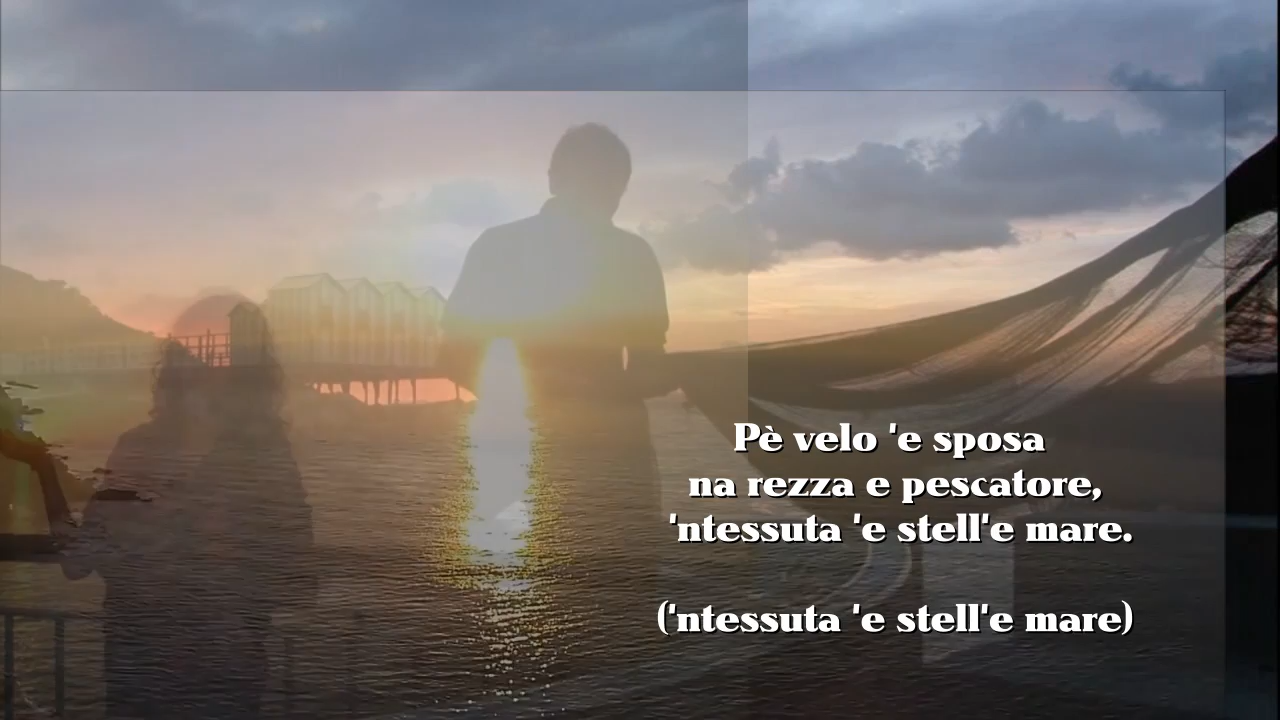 Pè velo 'e sposa
na rezza e pescatore,
'ntessuta 'e stell'e mare.
('ntessuta 'e stell'e mare)